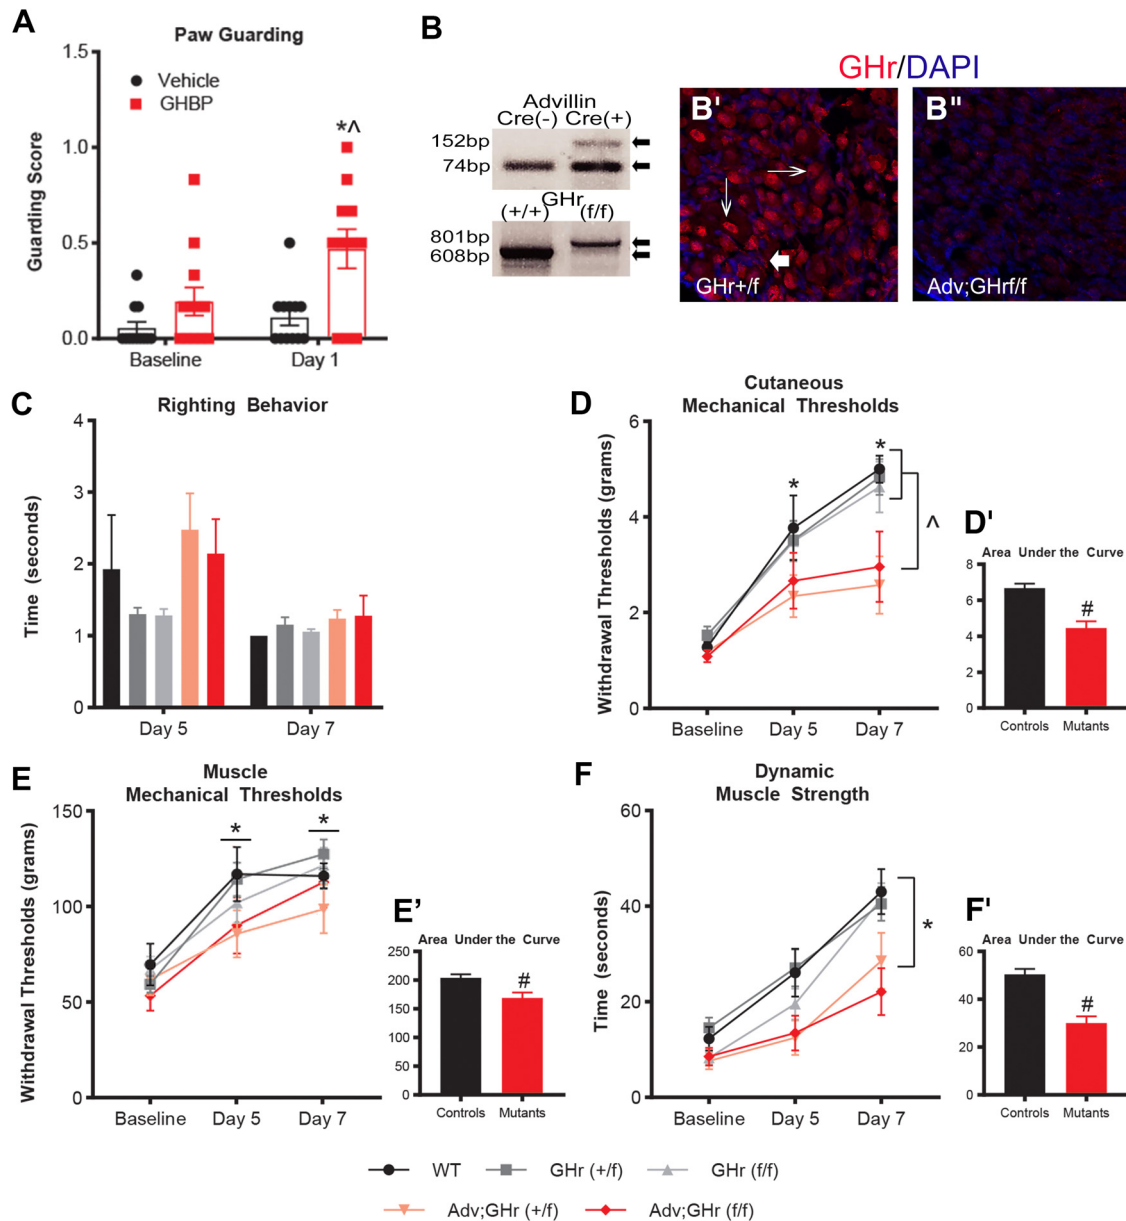 A
Paw Guarding
Guarding Score
1.5
1.0
0.5
0.0
Vehicle
GHBP
*^
Baseline
Day 1
B
Advillin
Cre(-) Cre(+)
152bp
74bp
GHr
(+/+) (f/f)
801bp
608bp
GHr/DAPI
B'
GHr+/f
B"
Adv;GHrf/f
C
Righting Behavior
Time (seconds)
4
3
2
1
0
Day 5
Day 7
D
Cutaneous
Mechanical Thresholds
Withdrawal Thresholds (grams)
6
4
2
0
*
*
^
Baseline
Day 5
Day 7
D'
Area Under the Curve
8
6
4
2
0
#
Controls
Mutants
E
Muscle
Mechanical Thresholds
Withdrawal Thresholds (grams)
150
100
50
0
*
*
Baseline
Day 5
Day 7
E’
Area Under the Curve
250
200
150
100
50
0
#
Controls
Mutants
F
Dynamic
Muscle Strength
Time (seconds)
60
40
20
0
*
Baseline
Day 5
Day 7
F'
Area Under the Curve
60
40
20
0
#
Controls
Mutants
WT
GHr (+/f)
GHr (f/f)
Adv;GHr (+/f)
Adv;GHr (f/f)